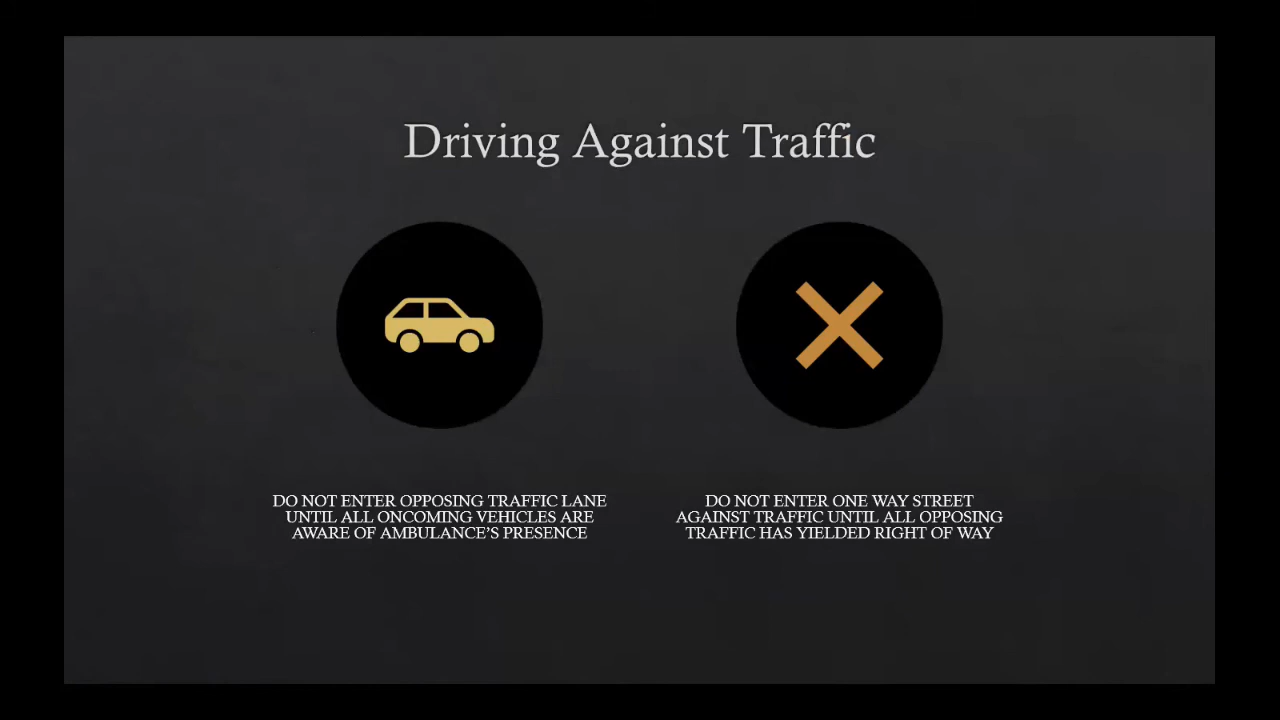 Driving Against Traffic
DO NOT ENTER OPPOSING TRAFFIC LANE
UNTIL ALL ONCOMING VEHICLES ARE
AWARE OF AMBULANCE'S PRESENCE
DO NOT ENTER ONE WAY STREET
AGAINST TRAFFIC UNTIL ALL OPPOSING
TRAFFIC HAS YIELDED RIGHT OF WAY